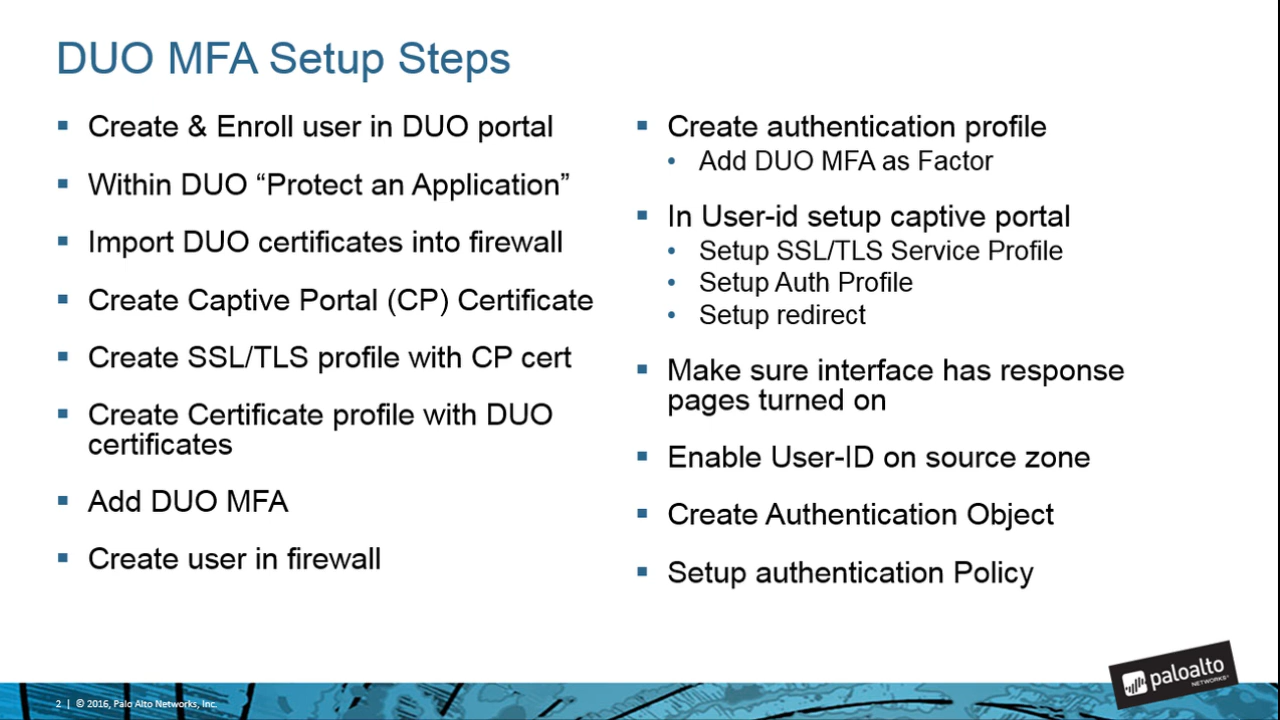 DUO MFA Setup Steps
▪ Create & Enroll user in DUO portal
▪ Within DUO “Protect an Application”
▪ Import DUO certificates into firewall
▪ Create Captive Portal (CP) Certificate
▪ Create SSL/TLS profile with CP cert
▪ Create Certificate profile with DUO
certificates
▪ Add DUO MFA
▪ Create user in firewall
▪ Create authentication profile
• Add DUO MFA as Factor
▪ In User-id setup captive portal
• Setup SSL/TLS Service Profile
• Setup Auth Profile
• Setup redirect
▪ Make sure interface has response
pages turned on
▪ Enable User-ID on source zone
▪ Create Authentication Object
▪ Setup authentication Policy
2 | © 2016, Palo Alto Networks, Inc.
paloalto
NETWORKS